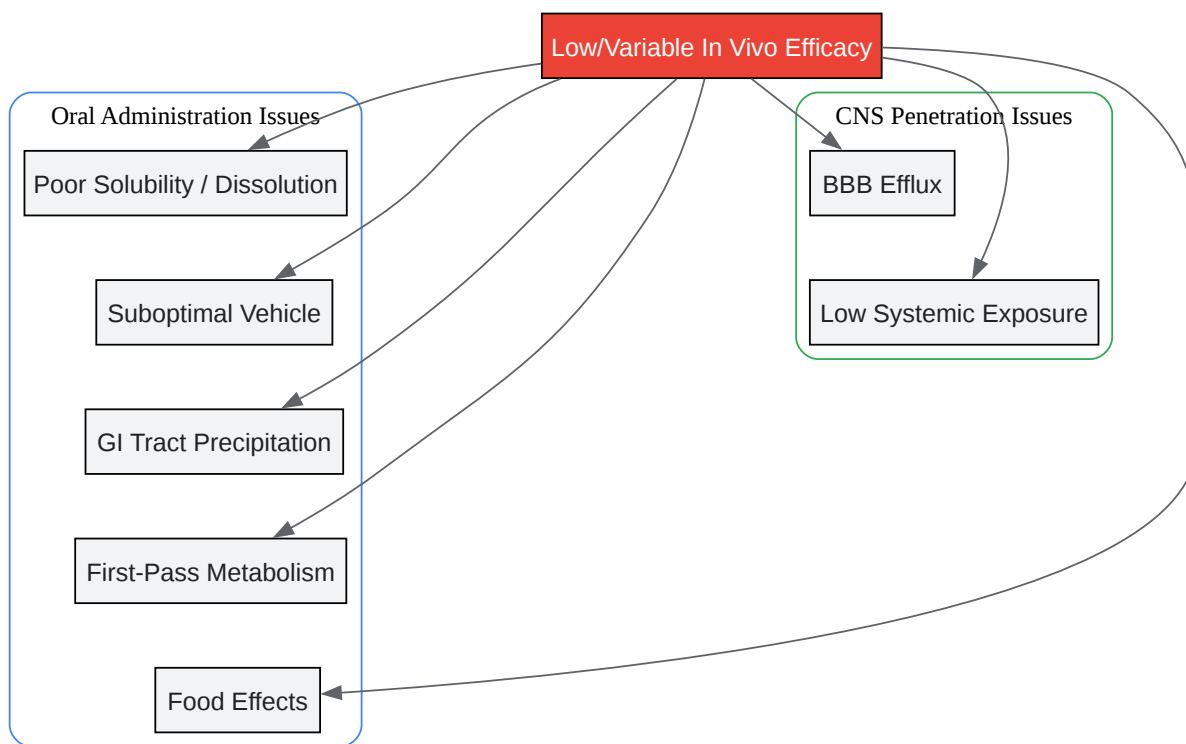 Low/Variable In Vivo Efficacy
Oral Administration Issues
Poor Solubility / Dissolution
Suboptimal Vehicle
GI Tract Precipitation
First-Pass Metabolism
Food Effects
CNS Penetration Issues
BBB Efflux
Low Systemic Exposure